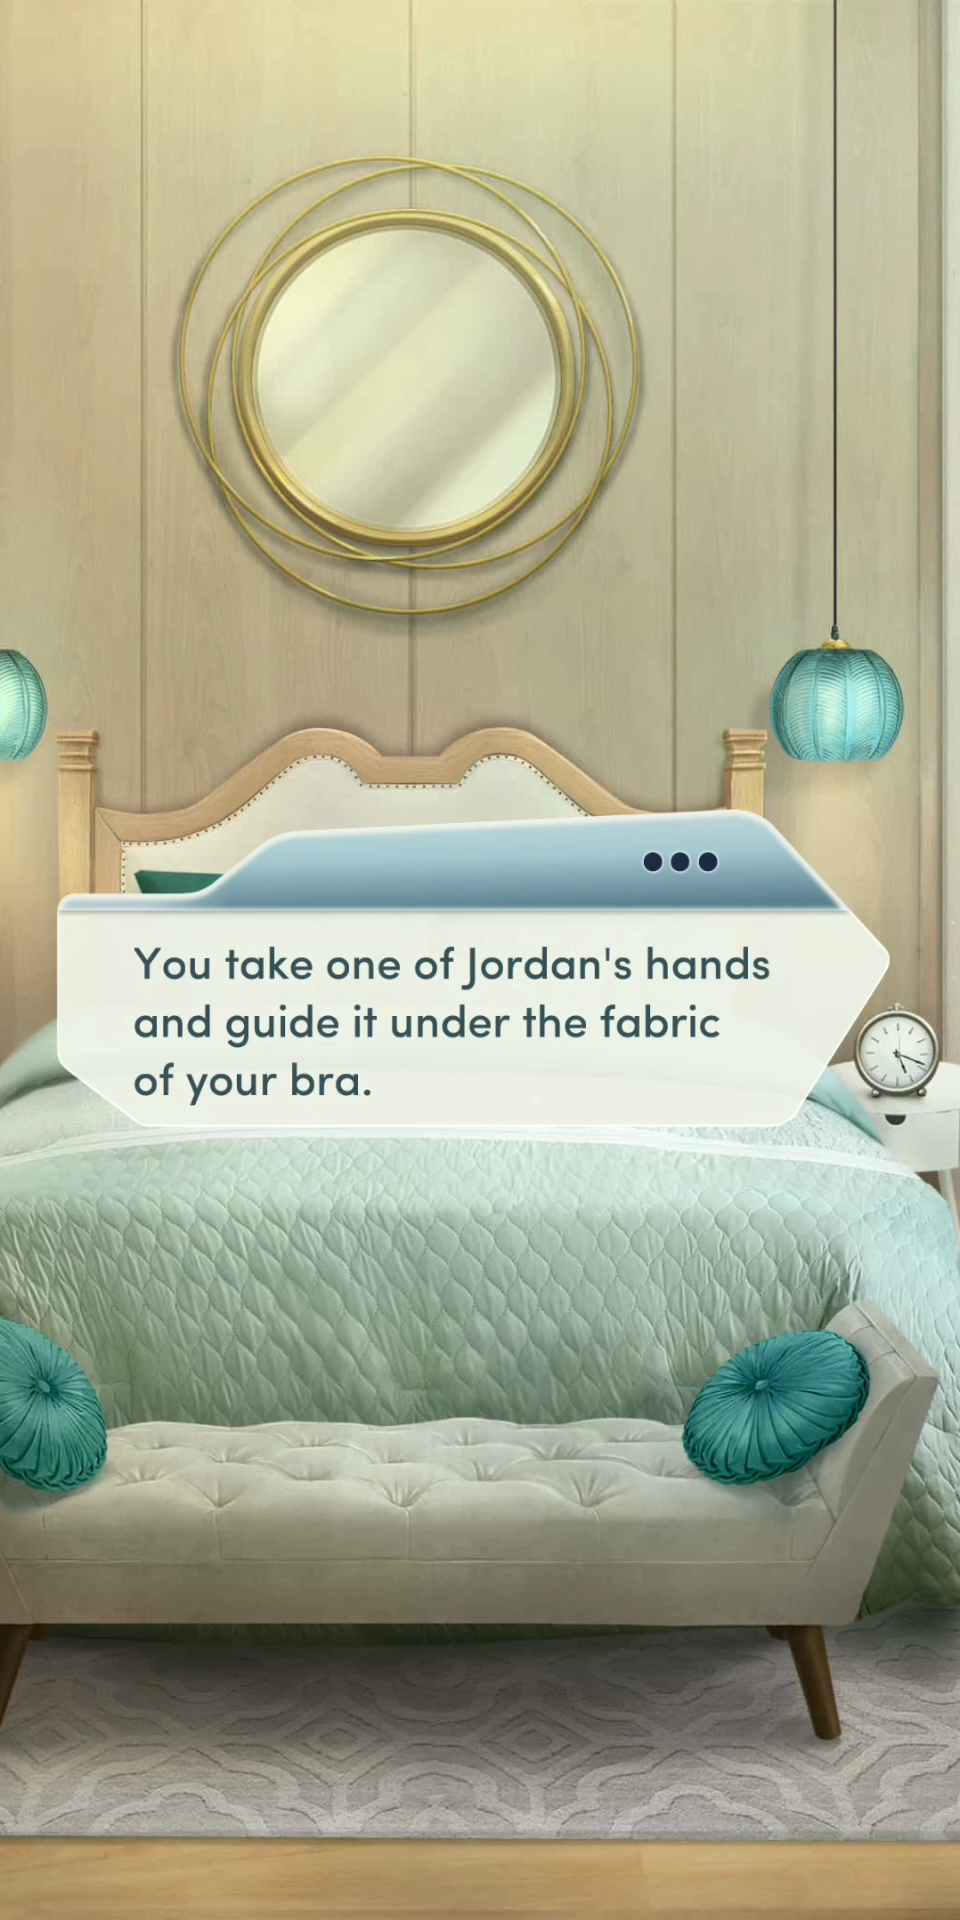 You take one of Jordan's hands
and guide it under the fabric
of your bra.